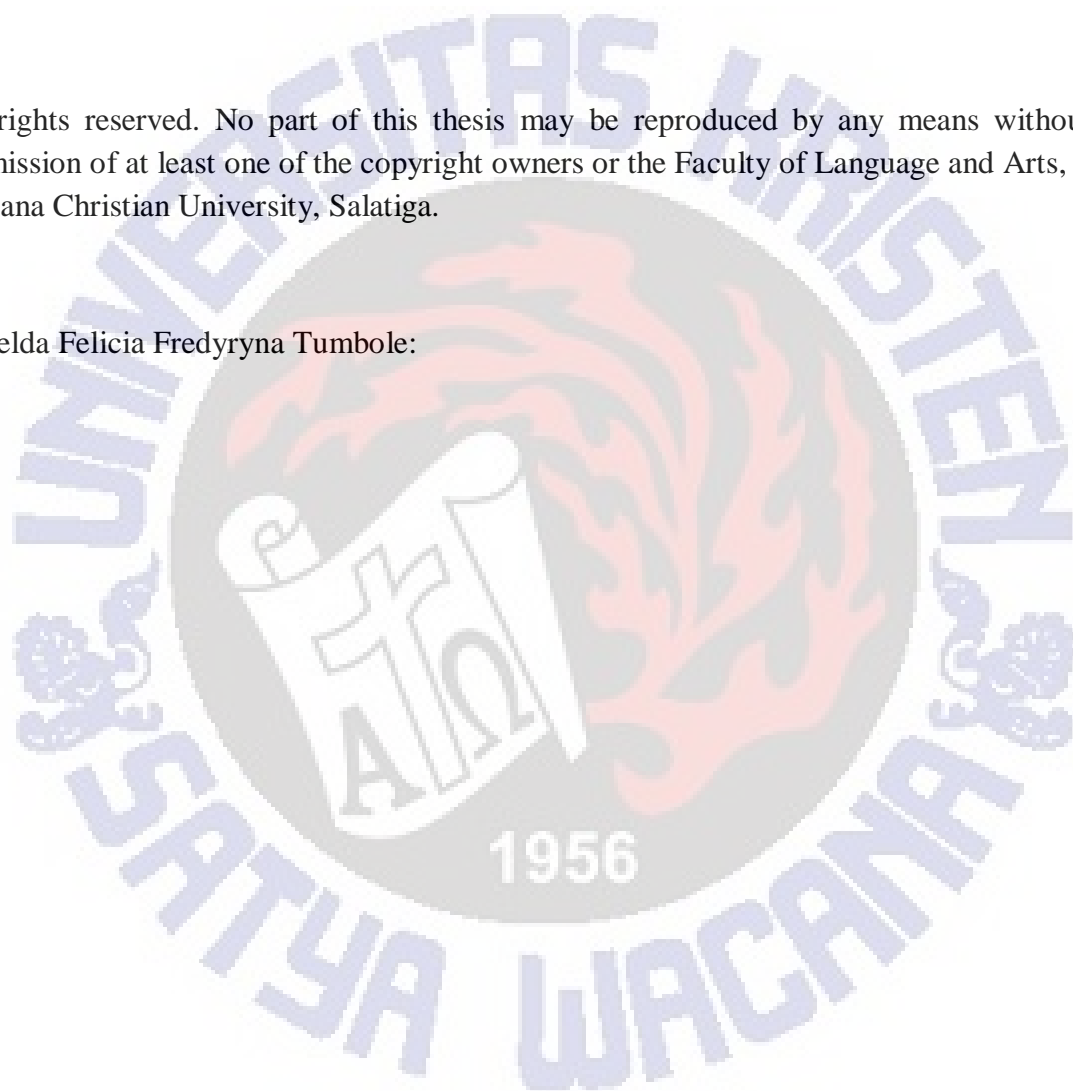 rights reserved. No part of this thesis may be reproduced by any means withou
mission of at least one of the copyright owners or the Faculty of Language and Arts,
ana Christian University, Salatiga.
elda Felicia Fredyryna Tumbole:
UNIVERSITAS KRISTEN
ΑΩ
1956
SATYA WACANA